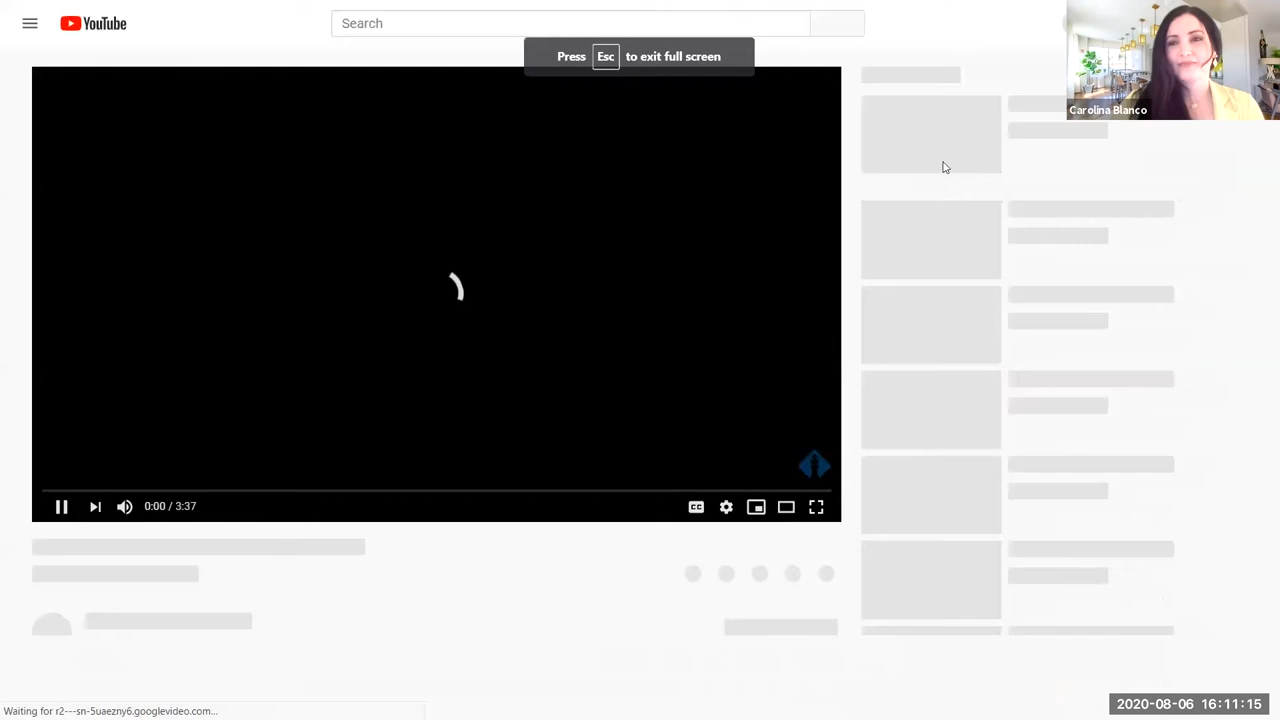 YouTube
Search
Press Esc to exit full screen
Carolina Blanco
0:00 / 3:37
CC
Waiting for r2---sn-5uaezny6.googlevideo.com...
2020-08-06 16:11:15